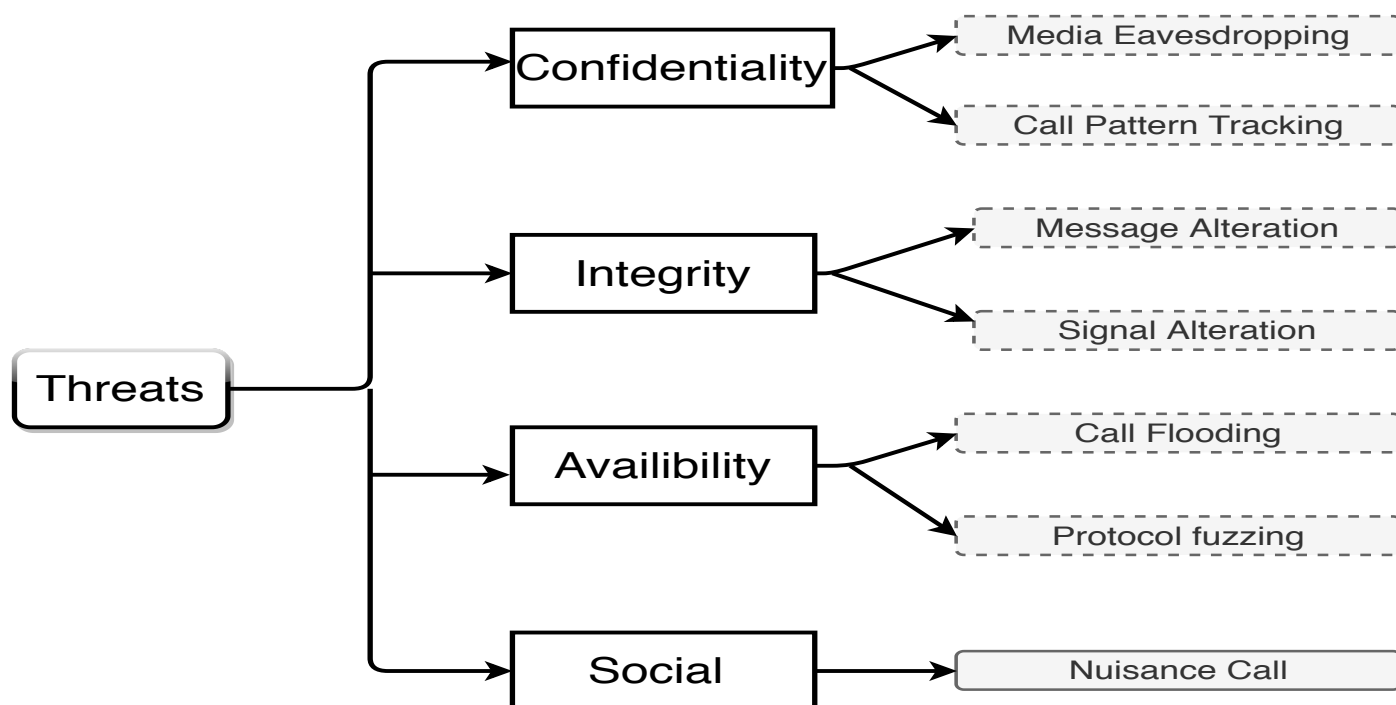 Threats
Confidentiality
Media Eavesdropping
Call Pattern Tracking
Integrity
Message Alteration
Signal Alteration
Availibility
Call Flooding
Protocol fuzzing
Social
Nuisance Call